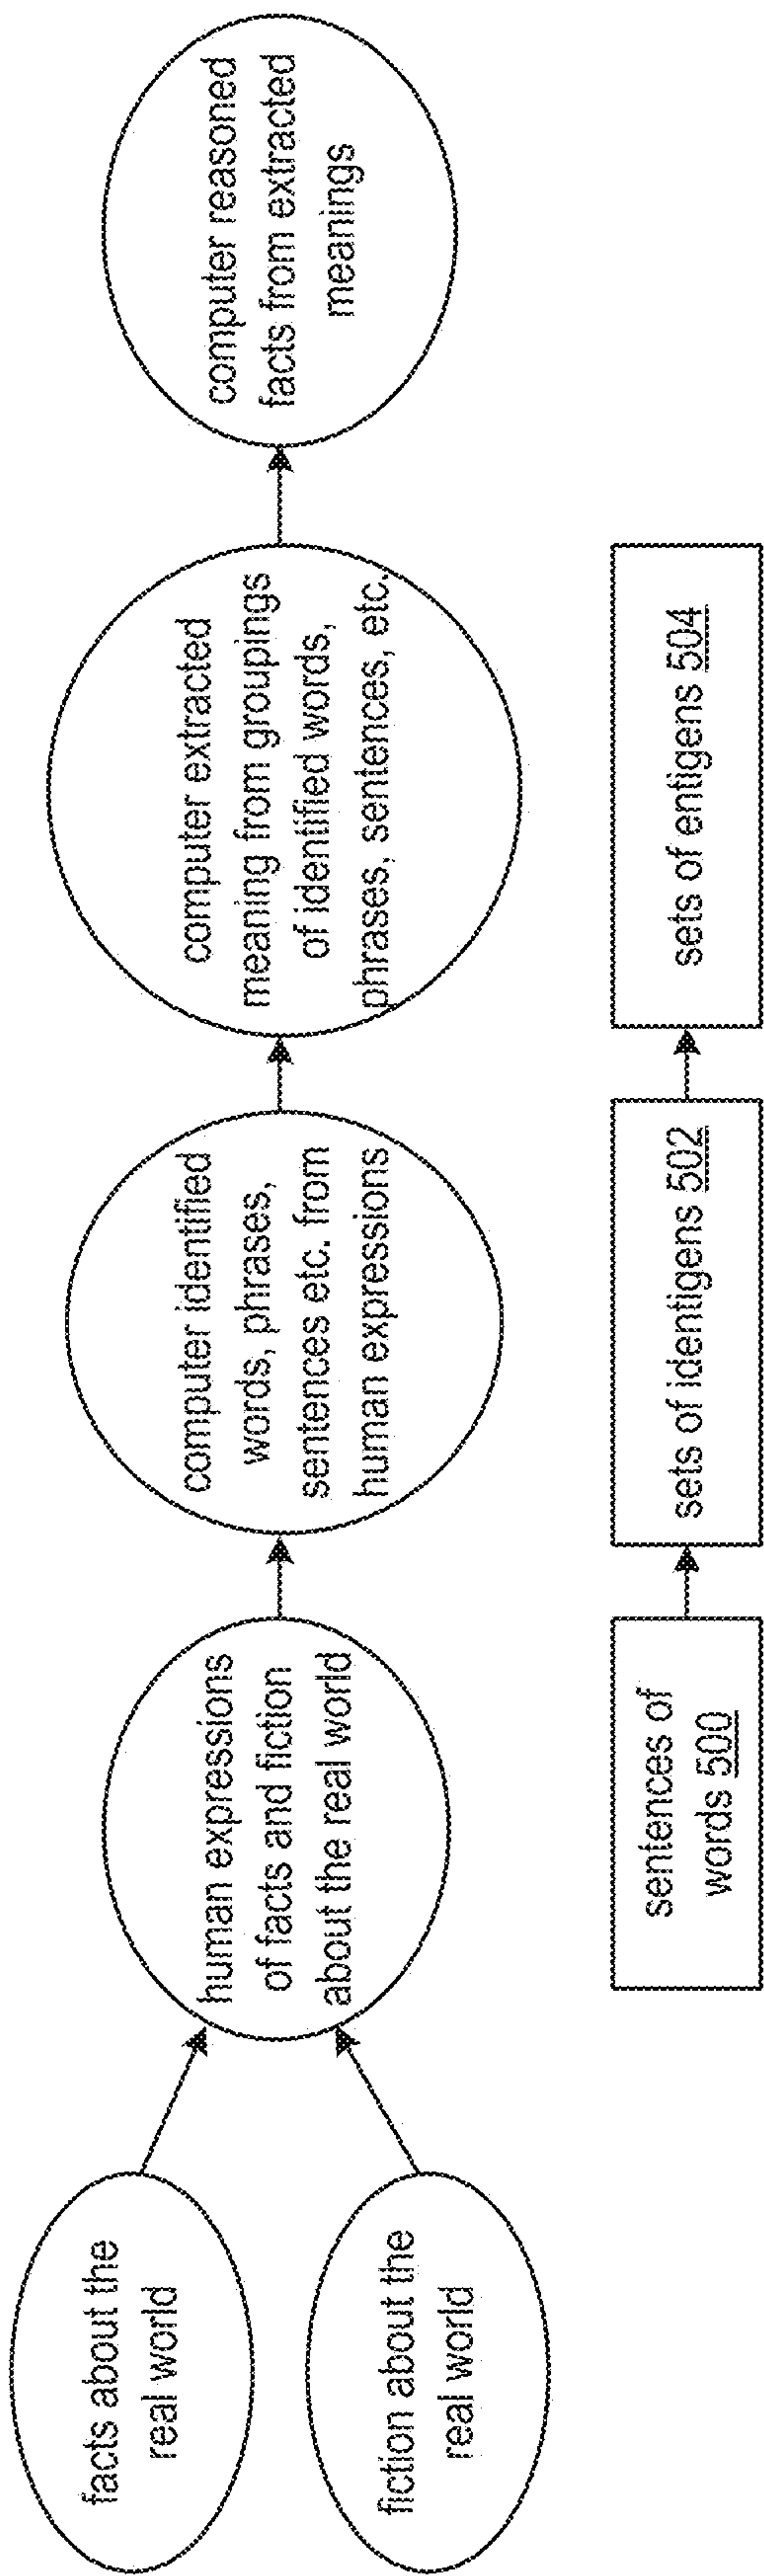 facts about the
real world
fiction about the
real world
human expressions
of facts and fiction
about the real world
computer identified
words, phrases,
sentences etc. from
human expressions
computer extracted
meaning from groupings
of identified words,
phrases, sentences, etc.
computer reasoned
facts from extracted
meanings
sentences of
words 500
sets of identigens 502
sets of entigens 504